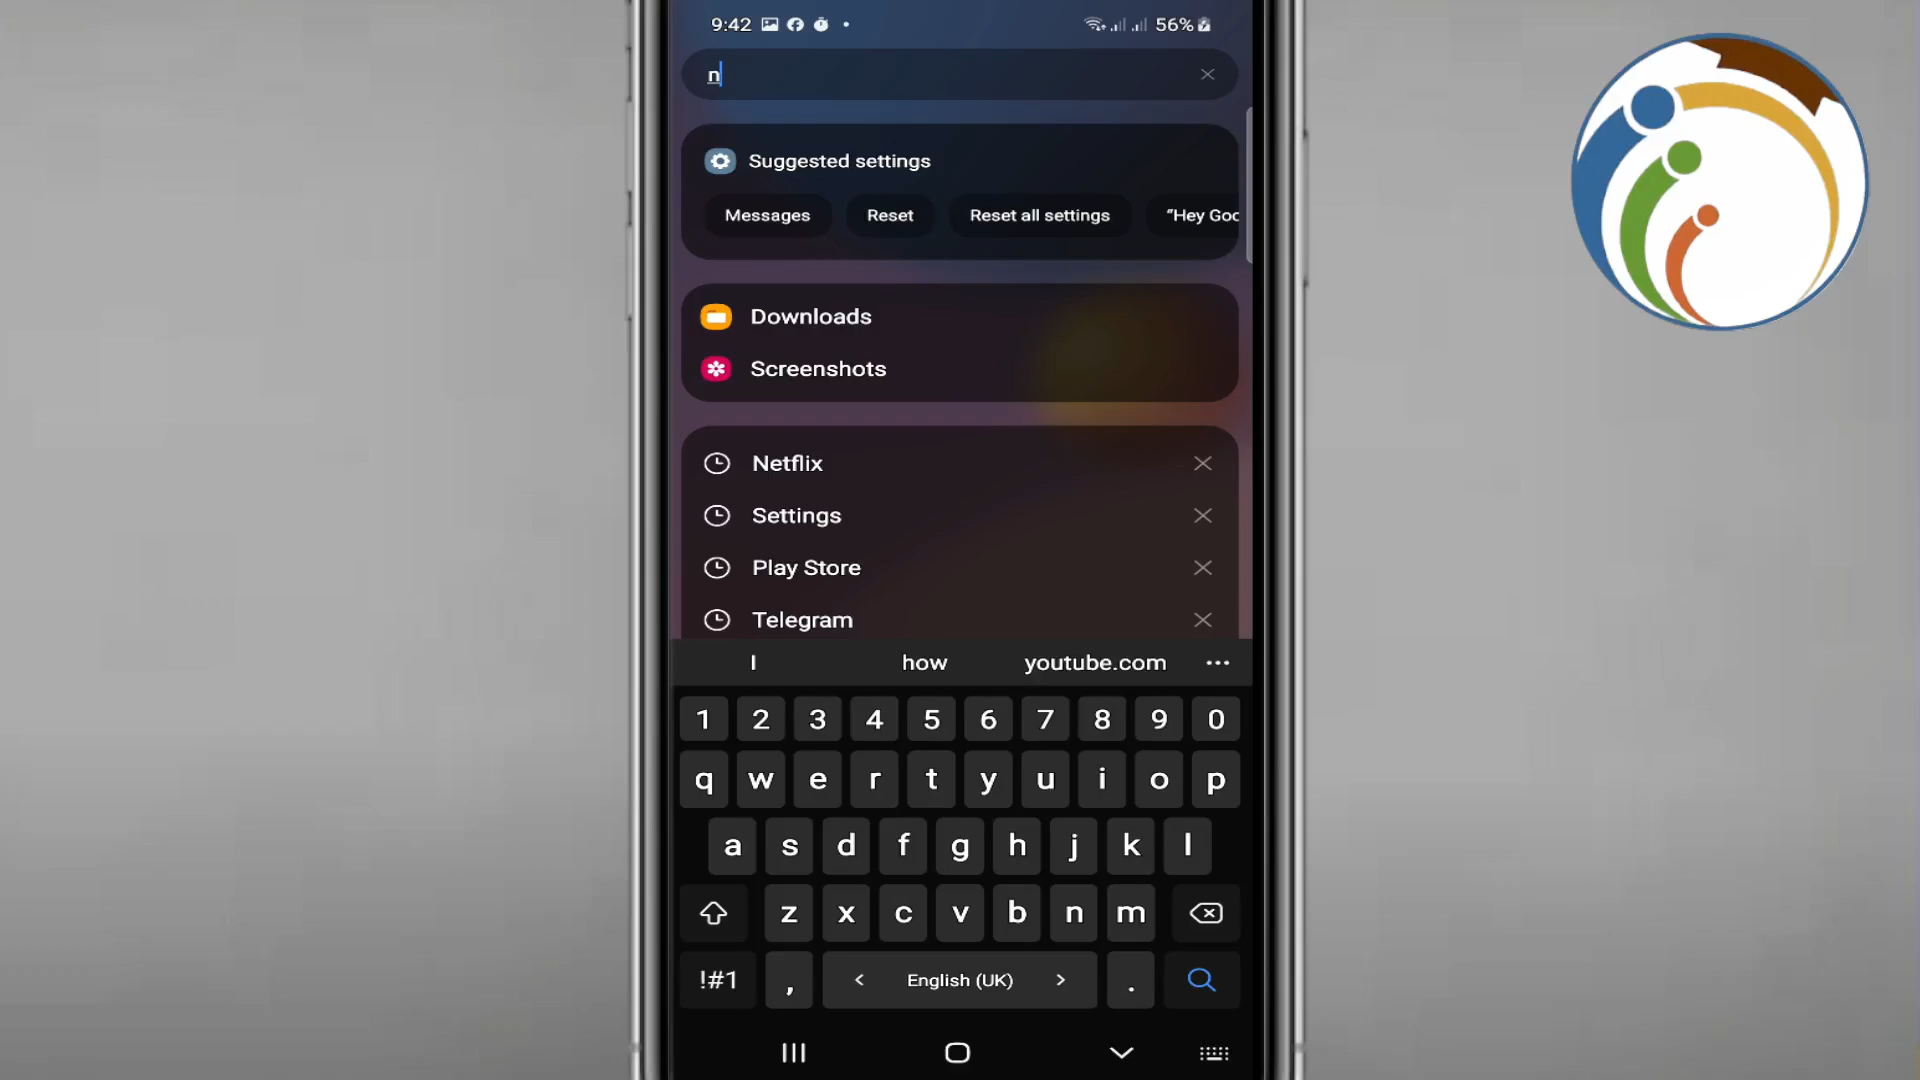 9:42 56%
n
Suggested settings
Messages Reset Reset all settings "Hey Goo
Downloads
Screenshots
Netflix
Settings
Play Store
Telegram
I how youtube.com
1 2 3 4 5 6 7 8 9 0
q w e r t y u i o p
a s d f g h j k l
z x c v b n m
!#1 , < English (UK) > .